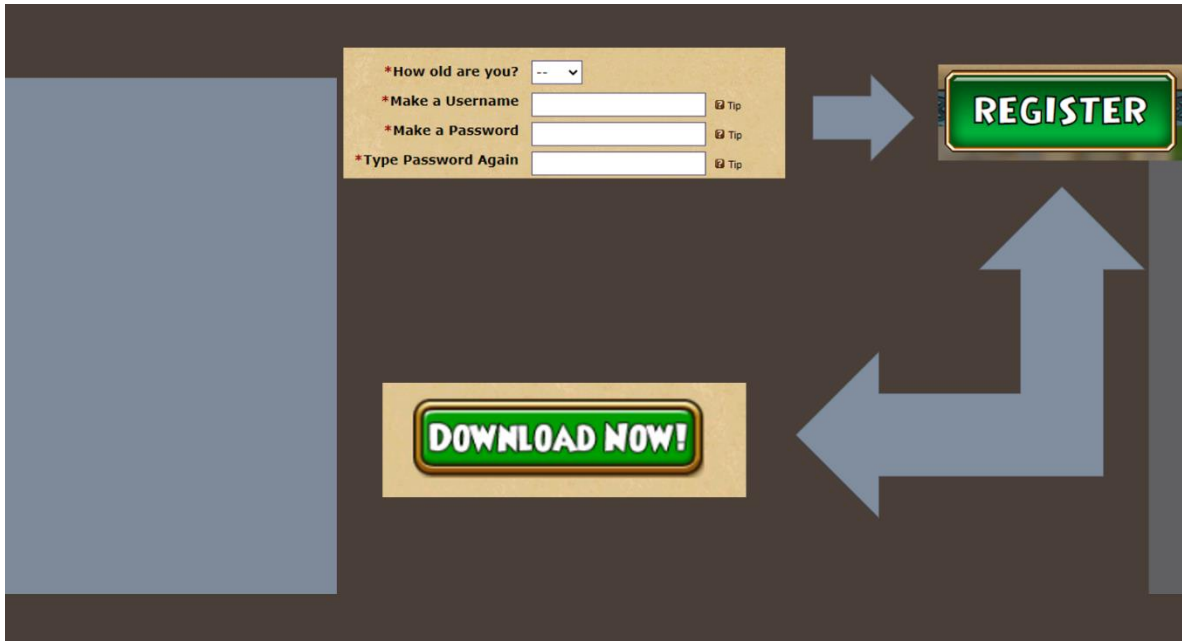 *How old are you? --
*Make a Username ? Tip
*Make a Password ? Tip
*Type Password Again ? Tip
REGISTER
DOWNLOAD NOW!